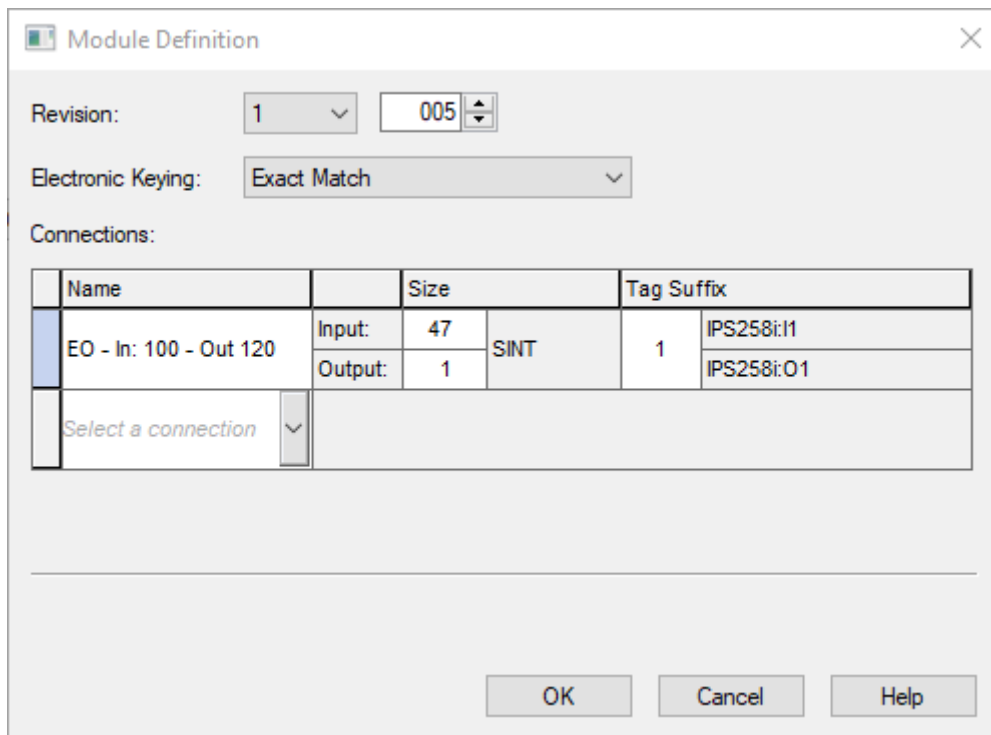 Module Definition
Revision: 1 005
Electronic Keying: Exact Match
Connections:
Name Size Tag Suffix
EO - In: 100 - Out 120 Input: 47 SINT 1 IPS258i:I1
Output: 1 IPS258i:O1
Select a connection
OK Cancel Help